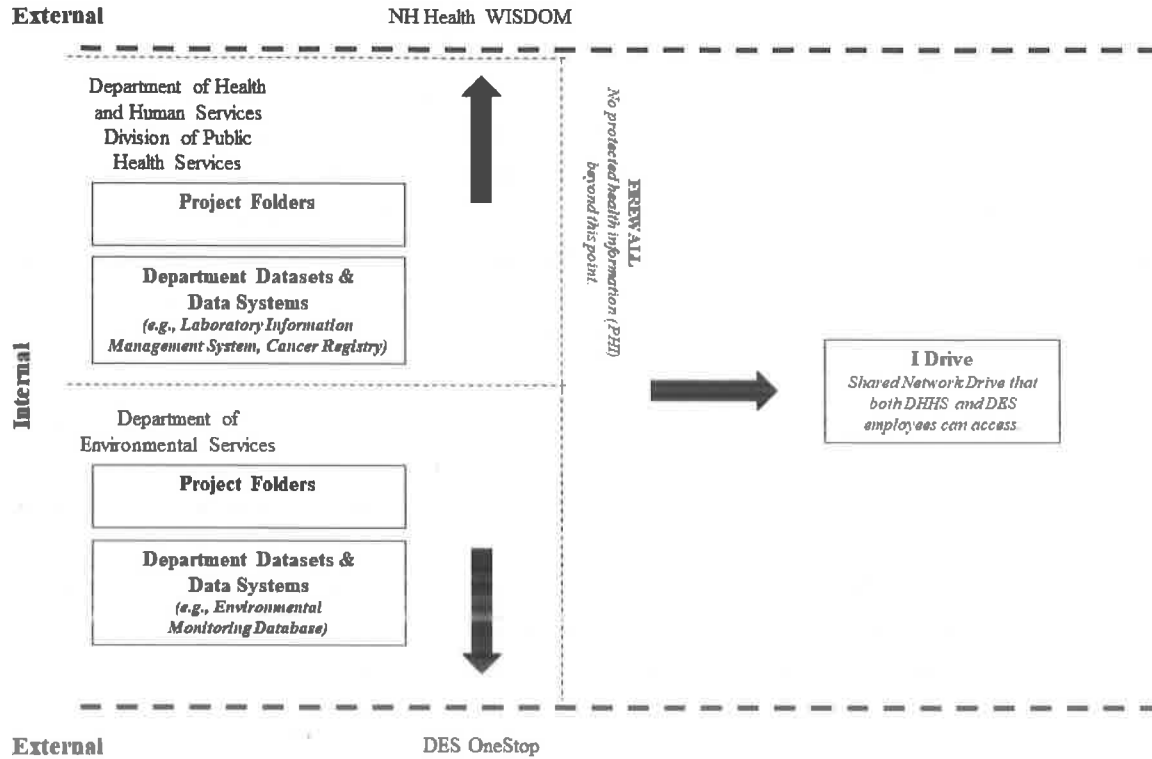 External
NH Health WISDOM
Department of Health
and Human Services
Division of Public
Health Services
Project Folders
Department Datasets &
Data Systems
(e.g., Laboratory Information
Management System, Cancer Registry)
FIREWALL
No protected health information (PHI)
beyond this point.
Internal
I Drive
Shared Network Drive that
both DHHS and DES
employees can access.
Department of
Environmental Services
Project Folders
Department Datasets &
Data Systems
(e.g., Environmental
Monitoring Database)
External
DES OneStop